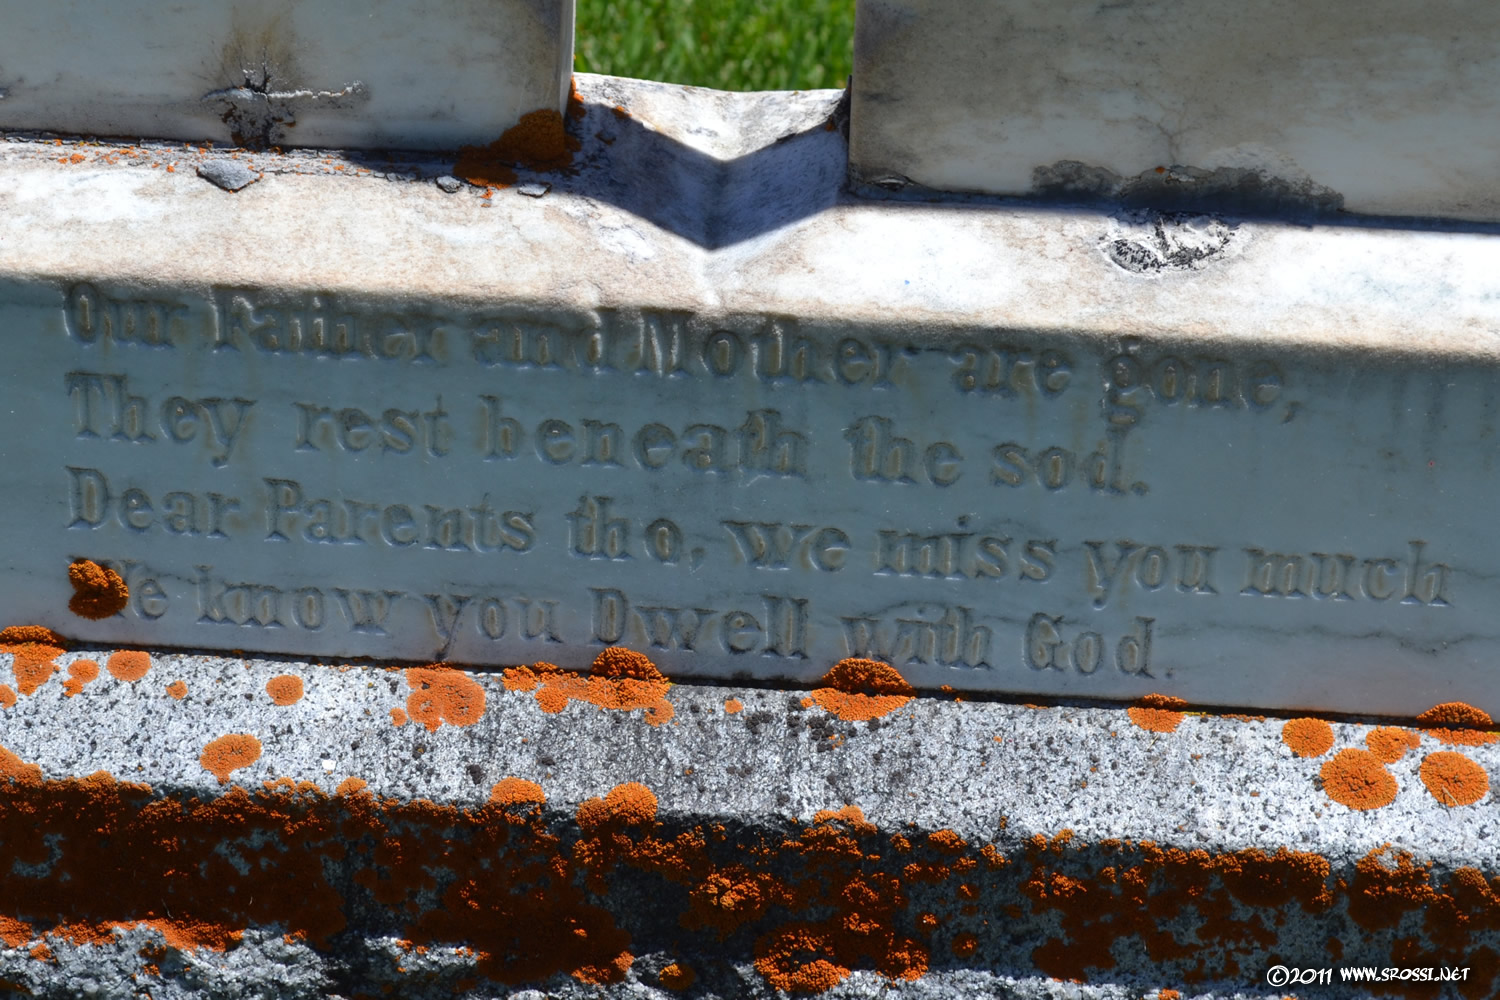 Our Father and Mother are gone,
They rest beneath the sod.
Dear Parents tho, we miss you much
We know you Dwell with God.
©2011 www.srossi.net